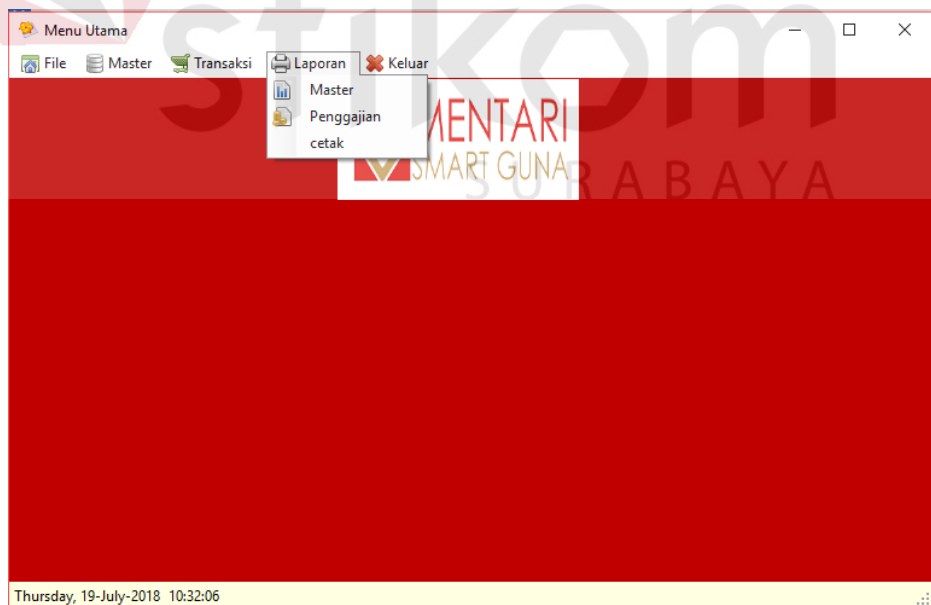 stikom
SURABAYA
Menu Utama
File Master Transaksi Laporan Keluar
Master
Penggajian
cetak
MENTARI
SMART GUNA
Thursday, 19-July-2018 10:32:06